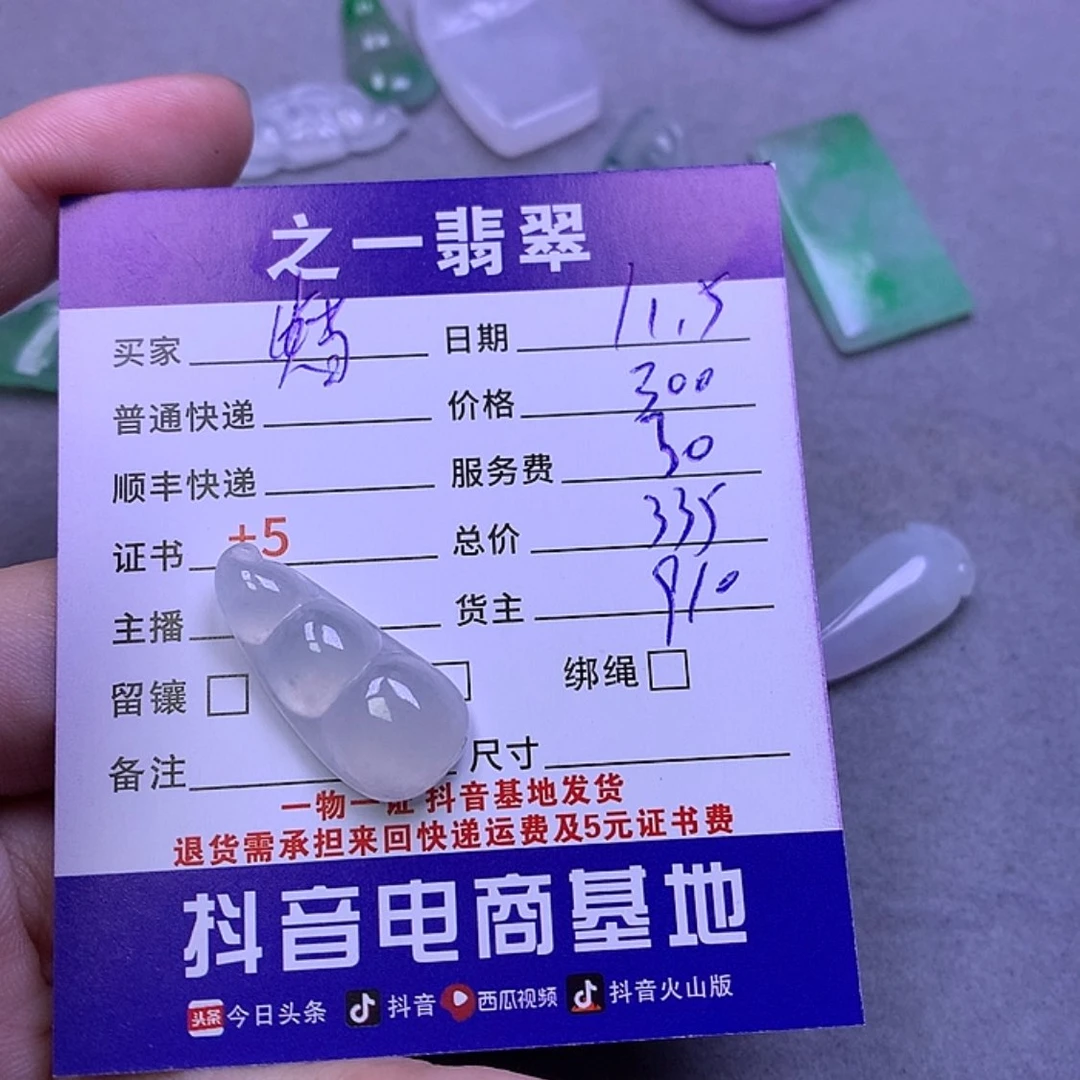 之一翡翠
买家 日期 11.5
普通快递 价格 300
顺丰快递 服务费 30
证书 +5 总价 335
主播 货主 910
留镶 绑绳
备注 尺寸
一物一证 抖音基地发货
退货需承担来回快递运费及5元证书费
抖音电商基地
头条 今日头条 抖音 西瓜视频 抖音火山版